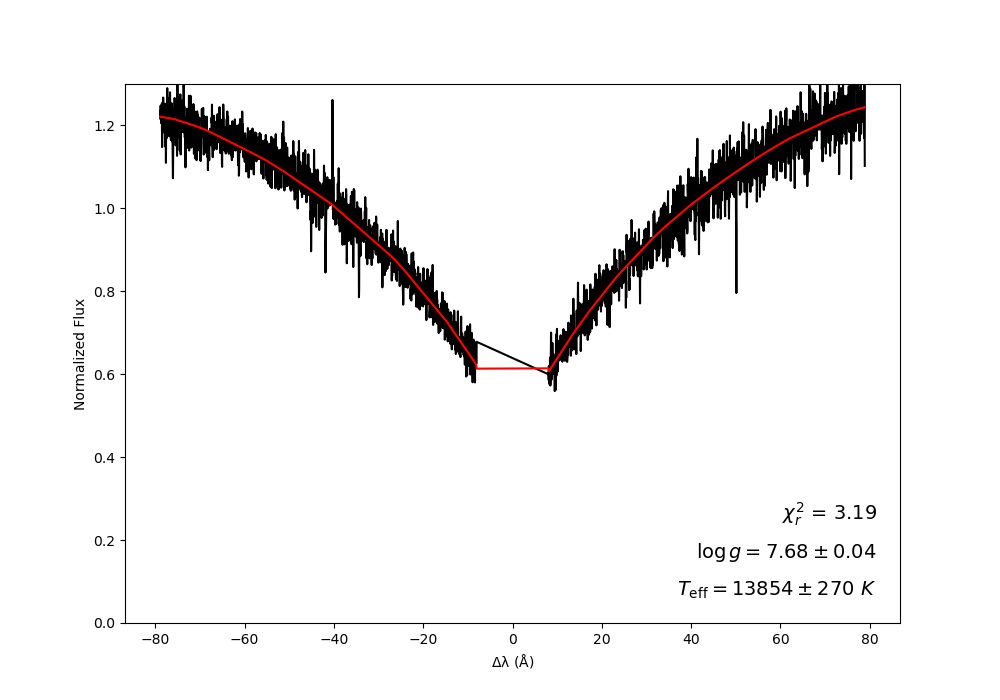 1.2
1.0
0.8
0.6
0.4
0.2
0.0
Normalized Flux
χ²ᵣ = 3.19
log g = 7.68 ± 0.04
T_eff = 13854 ± 270 K
−80 −60 −40 −20 0 20 40 60 80
Δλ (Å)